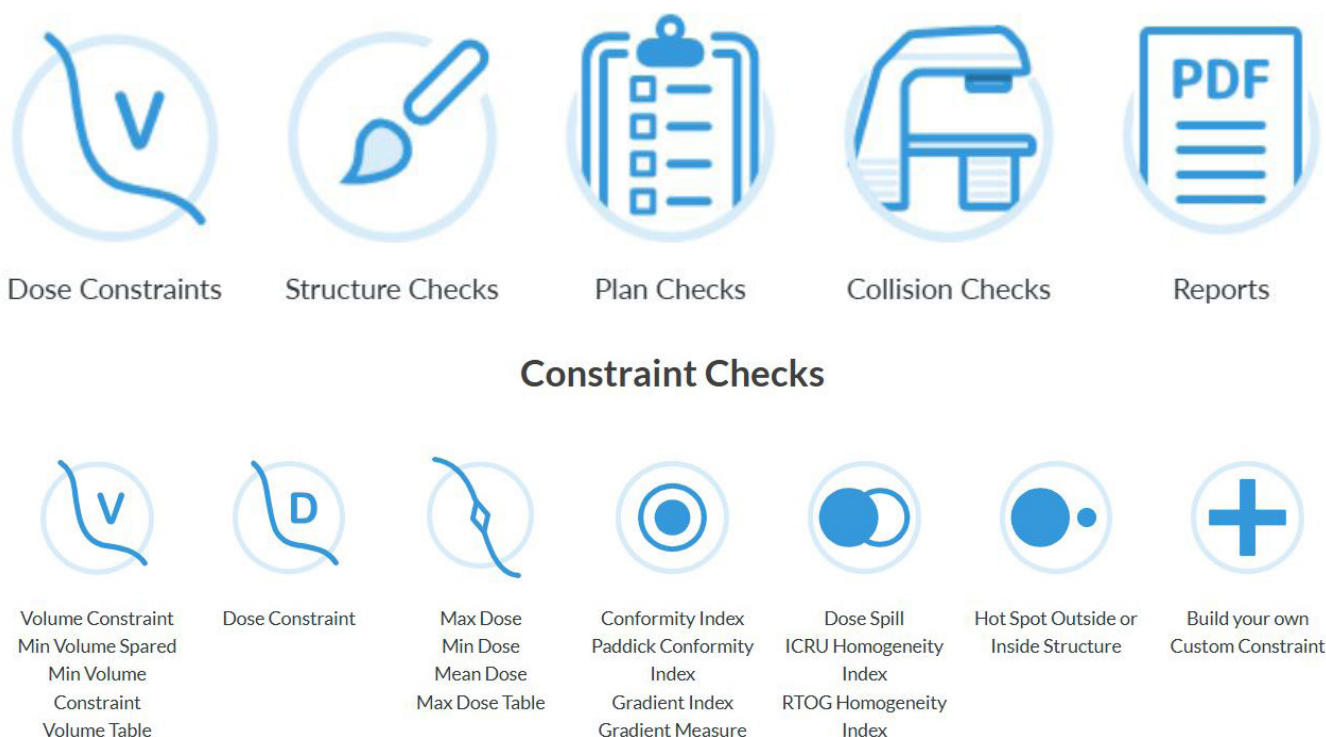 V
PDF
Dose Constraints
Structure Checks
Plan Checks
Collision Checks
Reports
Constraint Checks
V
D
Volume Constraint
Min Volume Spared
Min Volume
Constraint
Volume Table
Dose Constraint
Max Dose
Min Dose
Mean Dose
Max Dose Table
Conformity Index
Paddick Conformity
Index
Gradient Index
Gradient Measure
Dose Spill
ICRU Homogeneity
Index
RTOG Homogeneity
Index
Hot Spot Outside or
Inside Structure
Build your own
Custom Constraint